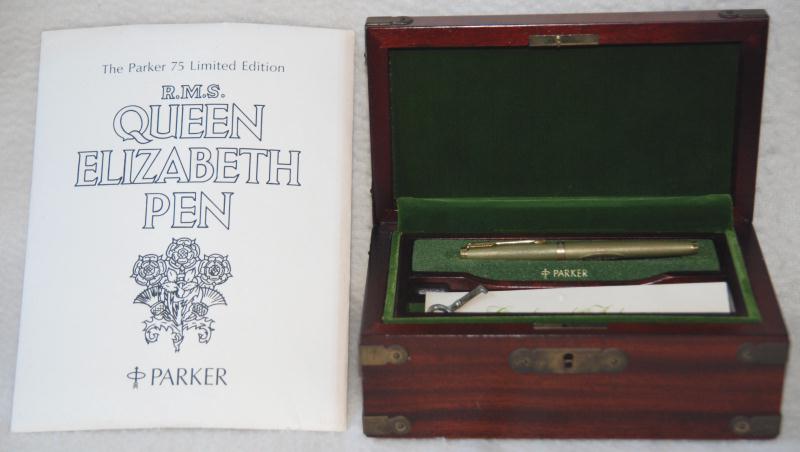 The Parker 75 Limited Edition
R.M.S.
QUEEN
ELIZABETH
PEN
PARKER
PARKER